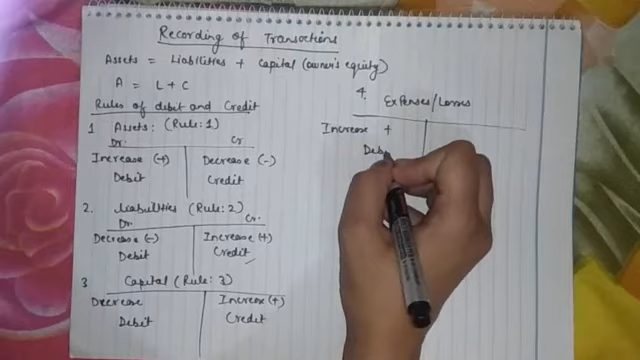 Recording of Transactions
Assets = Liabilities + Capital (owner's equity)
A = L + C
Rules of debit and Credit
1 Assets: (Rule: 1)
Dr. Cr
Increase (+) Decrease (-)
Debit Credit
2. Liabilities (Rule: 2)
Dr. Cr.
Decrease (-) Increase (+)
Debit Credit
3 Capital (Rule: 3)
Decrease Increase (+)
Debit Credit
4. Expenses/Losses
Increase +
Deb